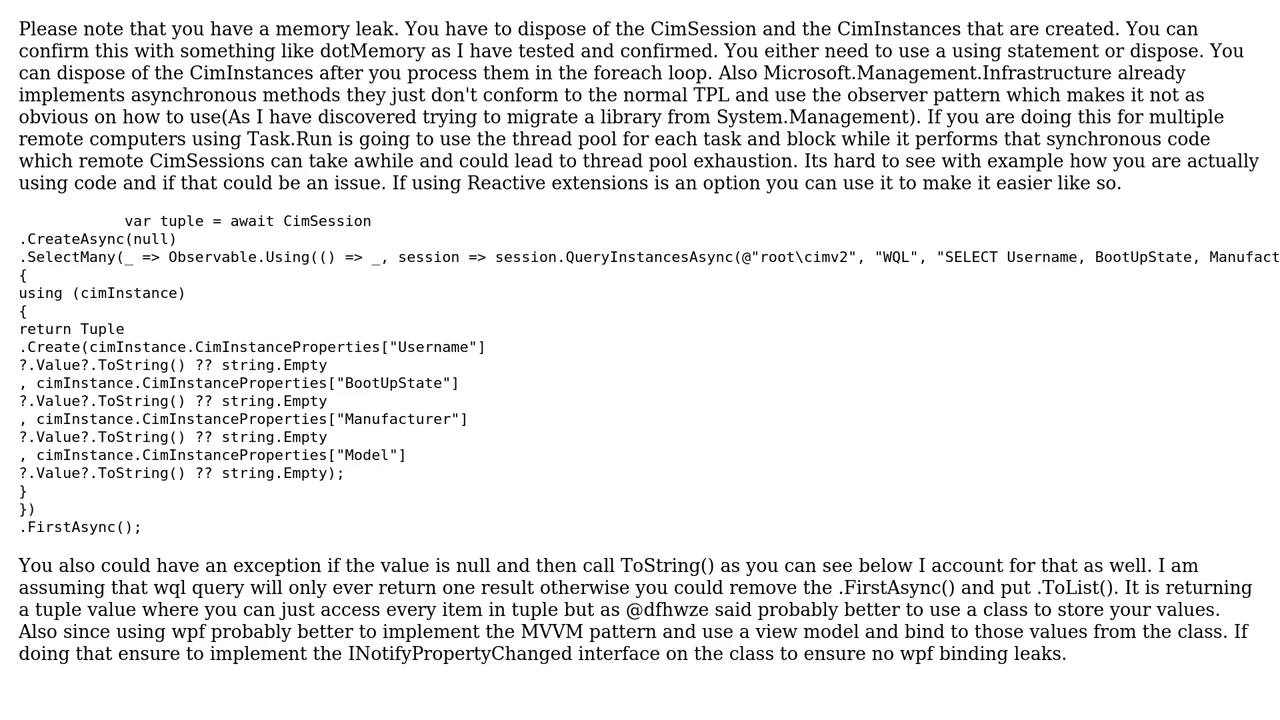 Please note that you have a memory leak. You have to dispose of the CimSession and the CimInstances that are created. You can
confirm this with something like dotMemory as I have tested and confirmed. You either need to use a using statement or dispose. You
can dispose of the CimInstances after you process them in the foreach loop. Also Microsoft.Management.Infrastructure already
implements asynchronous methods they just don't conform to the normal TPL and use the observer pattern which makes it not as
obvious on how to use(As I have discovered trying to migrate a library from System.Management). If you are doing this for multiple
remote computers using Task.Run is going to use the thread pool for each task and block while it performs that synchronous code
which remote CimSessions can take awhile and could lead to thread pool exhaustion. Its hard to see with example how you are actually
using code and if that could be an issue. If using Reactive extensions is an option you can use it to make it easier like so.
var tuple = await CimSession
.CreateAsync(null)
.SelectMany(_ => Observable.Using(() => _, session => session.QueryInstancesAsync(@"root\cimv2", "WQL", "SELECT Username, BootUpState, Manufact
{
using (cimInstance)
{
return Tuple
.Create(cimInstance.CimInstanceProperties["Username"]
?.Value?.ToString() ?? string.Empty
, cimInstance.CimInstanceProperties["BootUpState"]
?.Value?.ToString() ?? string.Empty
, cimInstance.CimInstanceProperties["Manufacturer"]
?.Value?.ToString() ?? string.Empty
, cimInstance.CimInstanceProperties["Model"]
?.Value?.ToString() ?? string.Empty);
}
})
.FirstAsync();
You also could have an exception if the value is null and then call ToString() as you can see below I account for that as well. I am
assuming that wql query will only ever return one result otherwise you could remove the .FirstAsync() and put .ToList(). It is returning
a tuple value where you can just access every item in tuple but as @dfhwze said probably better to use a class to store your values.
Also since using wpf probably better to implement the MVVM pattern and use a view model and bind to those values from the class. If
doing that ensure to implement the INotifyPropertyChanged interface on the class to ensure no wpf binding leaks.